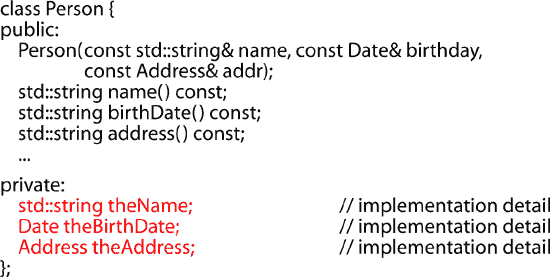 class Person {
public:
Person(const std::string& name, const Date& birthday,
const Address& addr);
std::string name() const;
std::string birthDate() const;
std::string address() const;
...
private:
std::string theName; // implementation detail
Date theBirthDate; // implementation detail
Address theAddress; // implementation detail
};